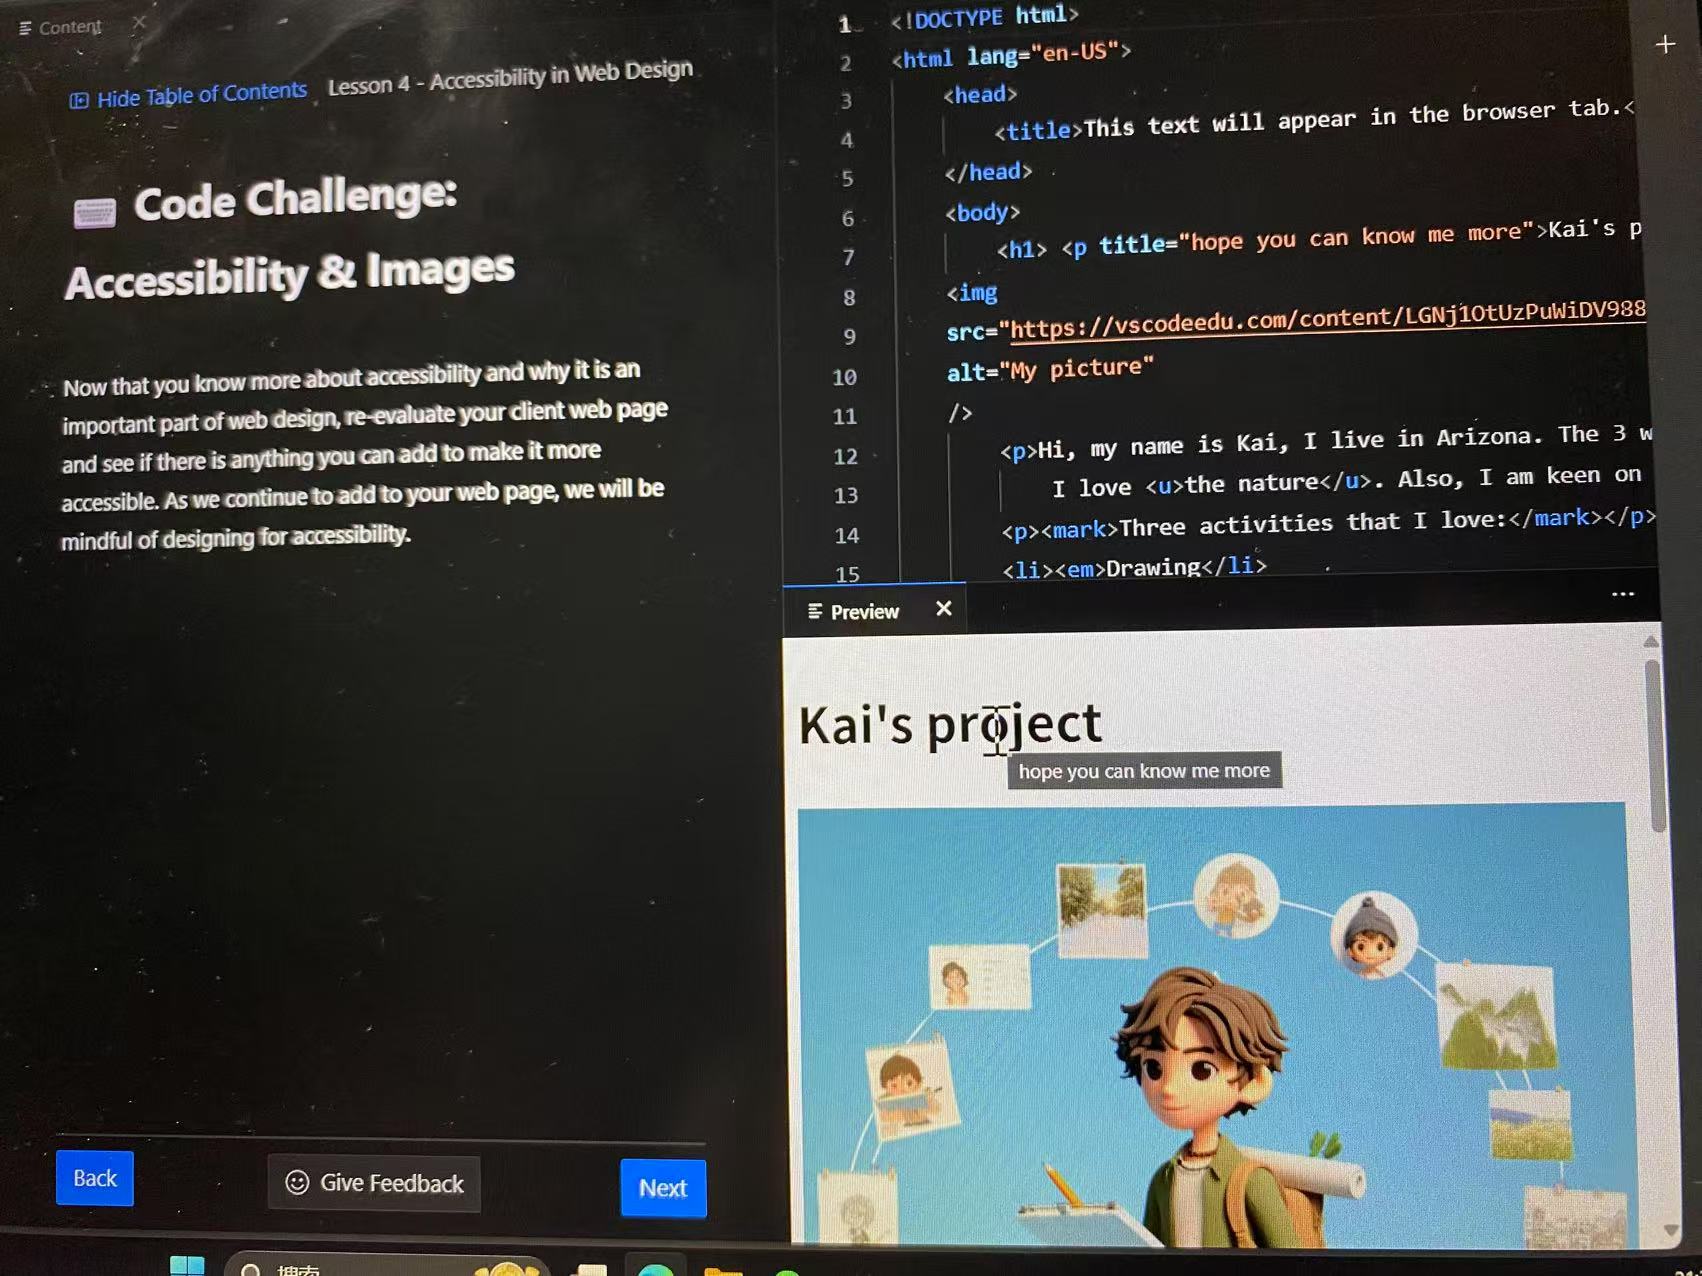 Content
Hide Table of Contents Lesson 4 - Accessibility in Web Design
Code Challenge:
Accessibility & Images
Now that you know more about accessibility and why it is an
important part of web design, re-evaluate your client web page
and see if there is anything you can add to make it more
accessible. As we continue to add to your web page, we will be
mindful of designing for accessibility.
Back
Give Feedback
Next
1 <!DOCTYPE html>
2 <html lang="en-US">
3 <head>
4 <title>This text will appear in the browser tab.<
5 </head>
6 <body>
7 <h1> <p title="hope you can know me more">Kai's p
8 <img
9 src="https://vscodeedu.com/content/LGNj1OtUzPuWiDV988
10 alt="My picture"
11 />
12 <p>Hi, my name is Kai, I live in Arizona. The 3 w
13 I love <u>the nature</u>. Also, I am keen on
14 <p><mark>Three activities that I love:</mark></p>
15 <li><em>Drawing</li>
Preview
Kai's project
hope you can know me more
搜索